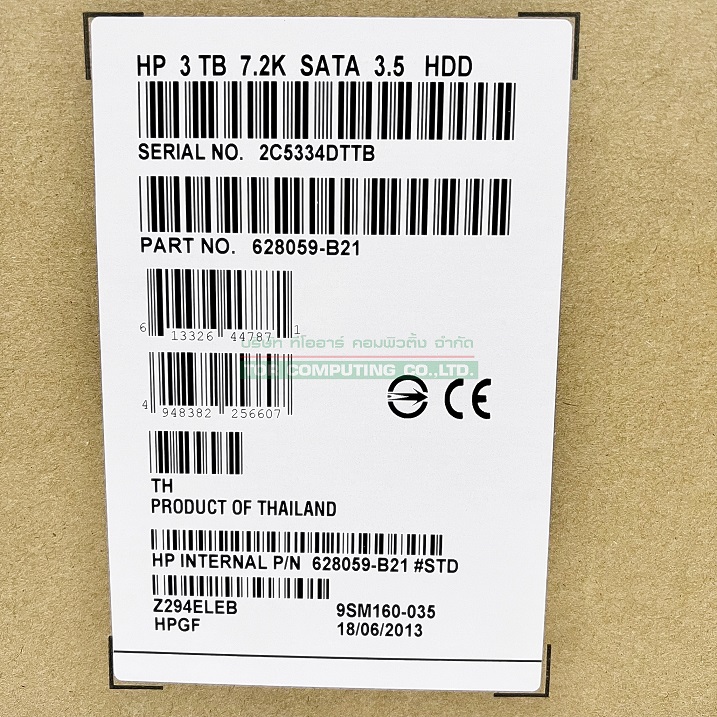 HP 3 TB 7.2K SATA 3.5 HDD
SERIAL NO. 2C5334DTTB
PART NO. 628059-B21
6 13326 44787 1
บริษัท ทีโออาร์ คอมพิวติ้ง จำกัด
TOR COMPUTING CO.,LTD.
4 948382 256607
CE
TH
PRODUCT OF THAILAND
HP INTERNAL P/N 628059-B21 #STD
Z294ELEB 9SM160-035
HPGF 18/06/2013